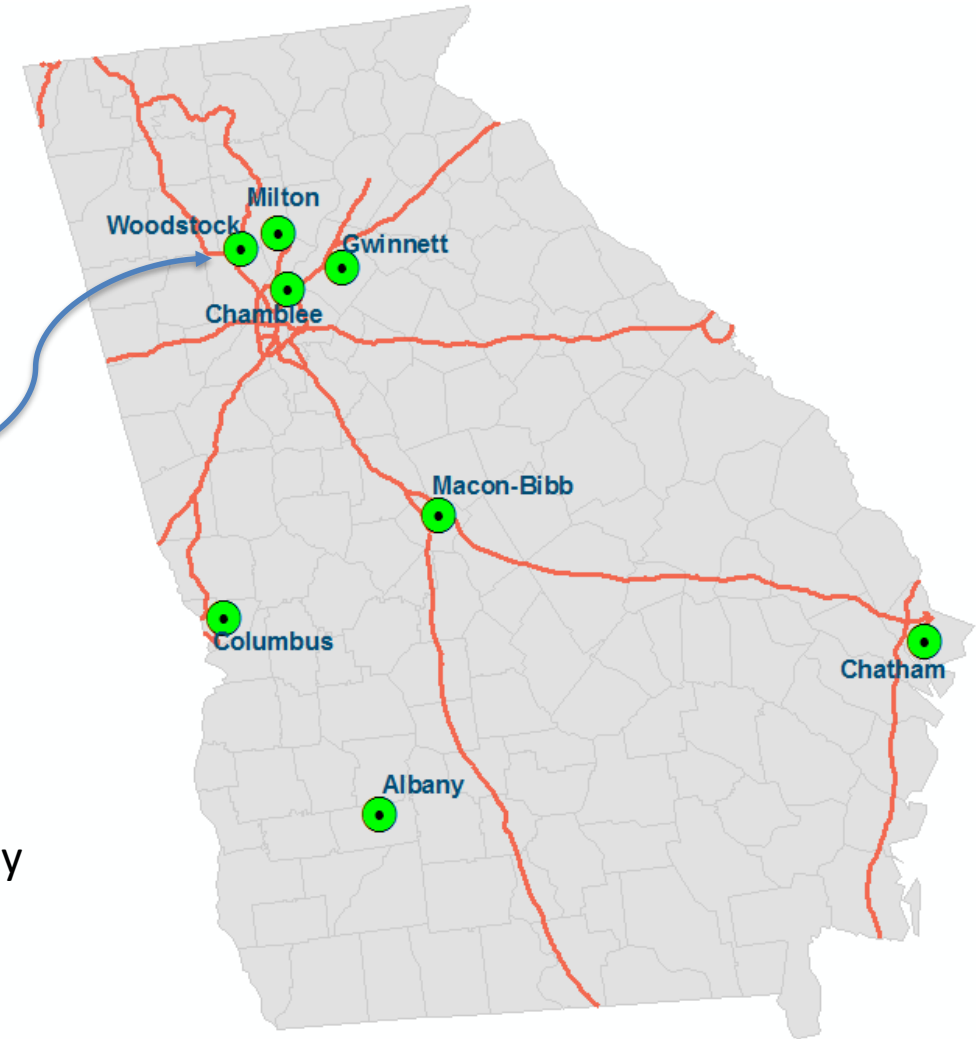 Milton
Woodstock
Gwinnett
Chamblee
Macon-Bibb
Columbus
Chatham
Albany
y